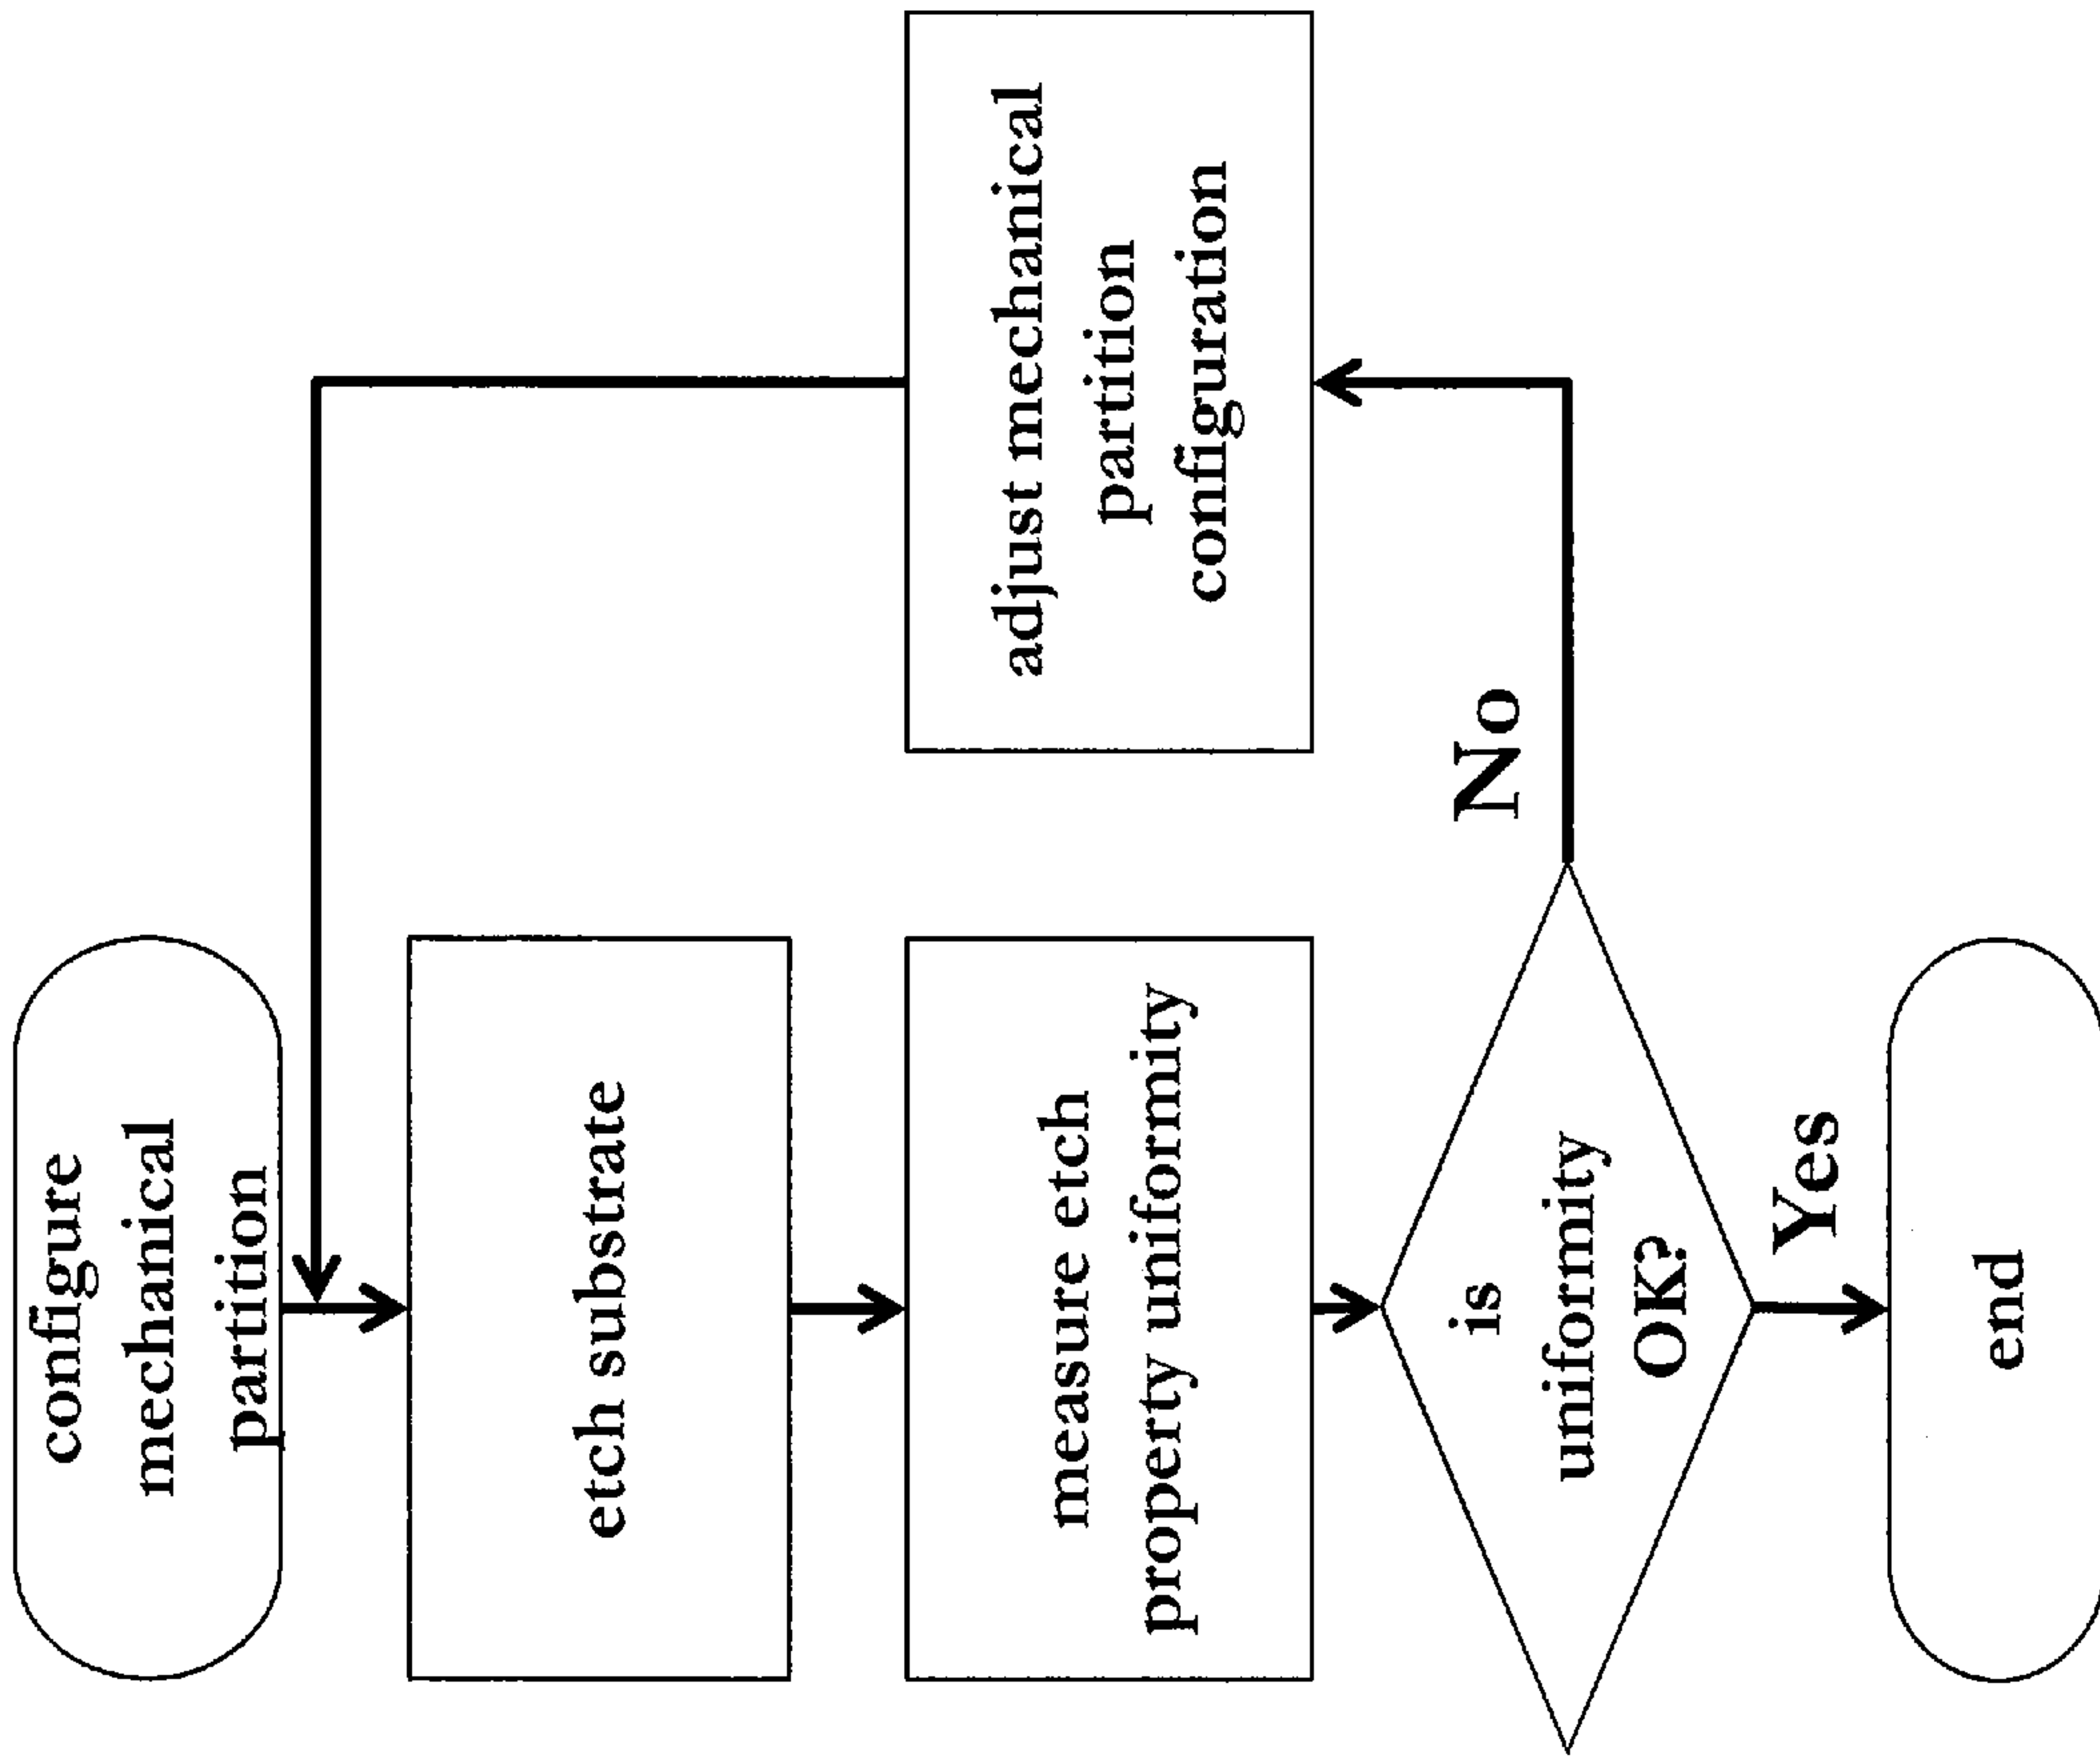 configure
mechanical
partition
etch substrate
measure etch
property uniformity
is
uniformity
OK?
Yes
end
No
adjust mechanical
partition
configuration